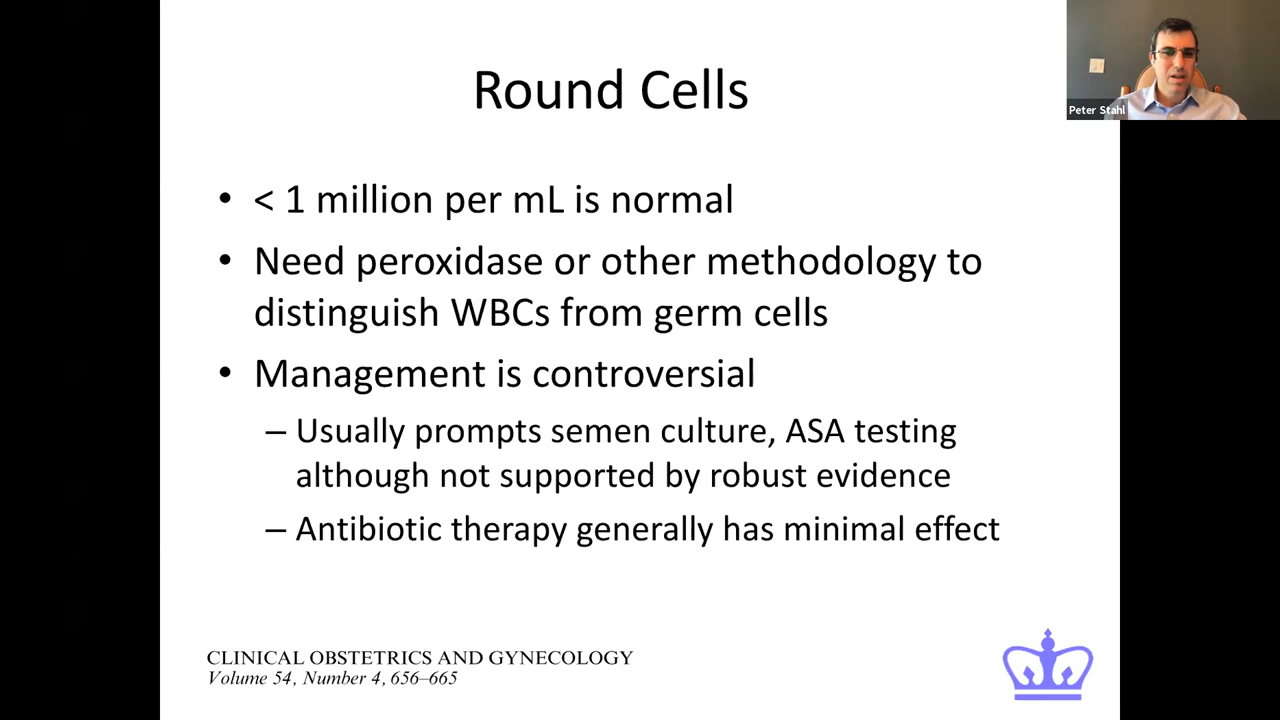 Round Cells
Peter Stahl
• < 1 million per mL is normal
• Need peroxidase or other methodology to
distinguish WBCs from germ cells
• Management is controversial
– Usually prompts semen culture, ASA testing
although not supported by robust evidence
– Antibiotic therapy generally has minimal effect
CLINICAL OBSTETRICS AND GYNECOLOGY
Volume 54, Number 4, 656–665